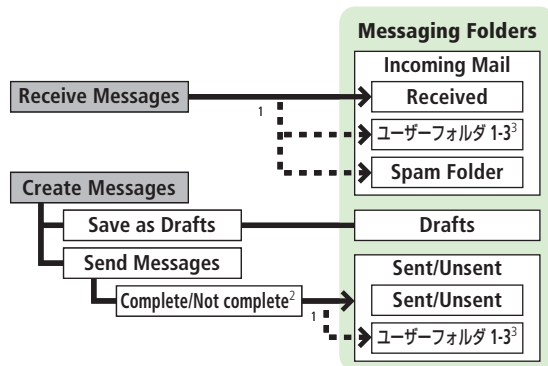 Messaging Folders
Incoming Mail
Receive Messages
1
Received
ユーザーフォルダ 1-3³
Spam Folder
Create Messages
Save as Drafts
Drafts
Send Messages
Sent/Unsent
Complete/Not complete²
1
Sent/Unsent
ユーザーフォルダ 1-3³